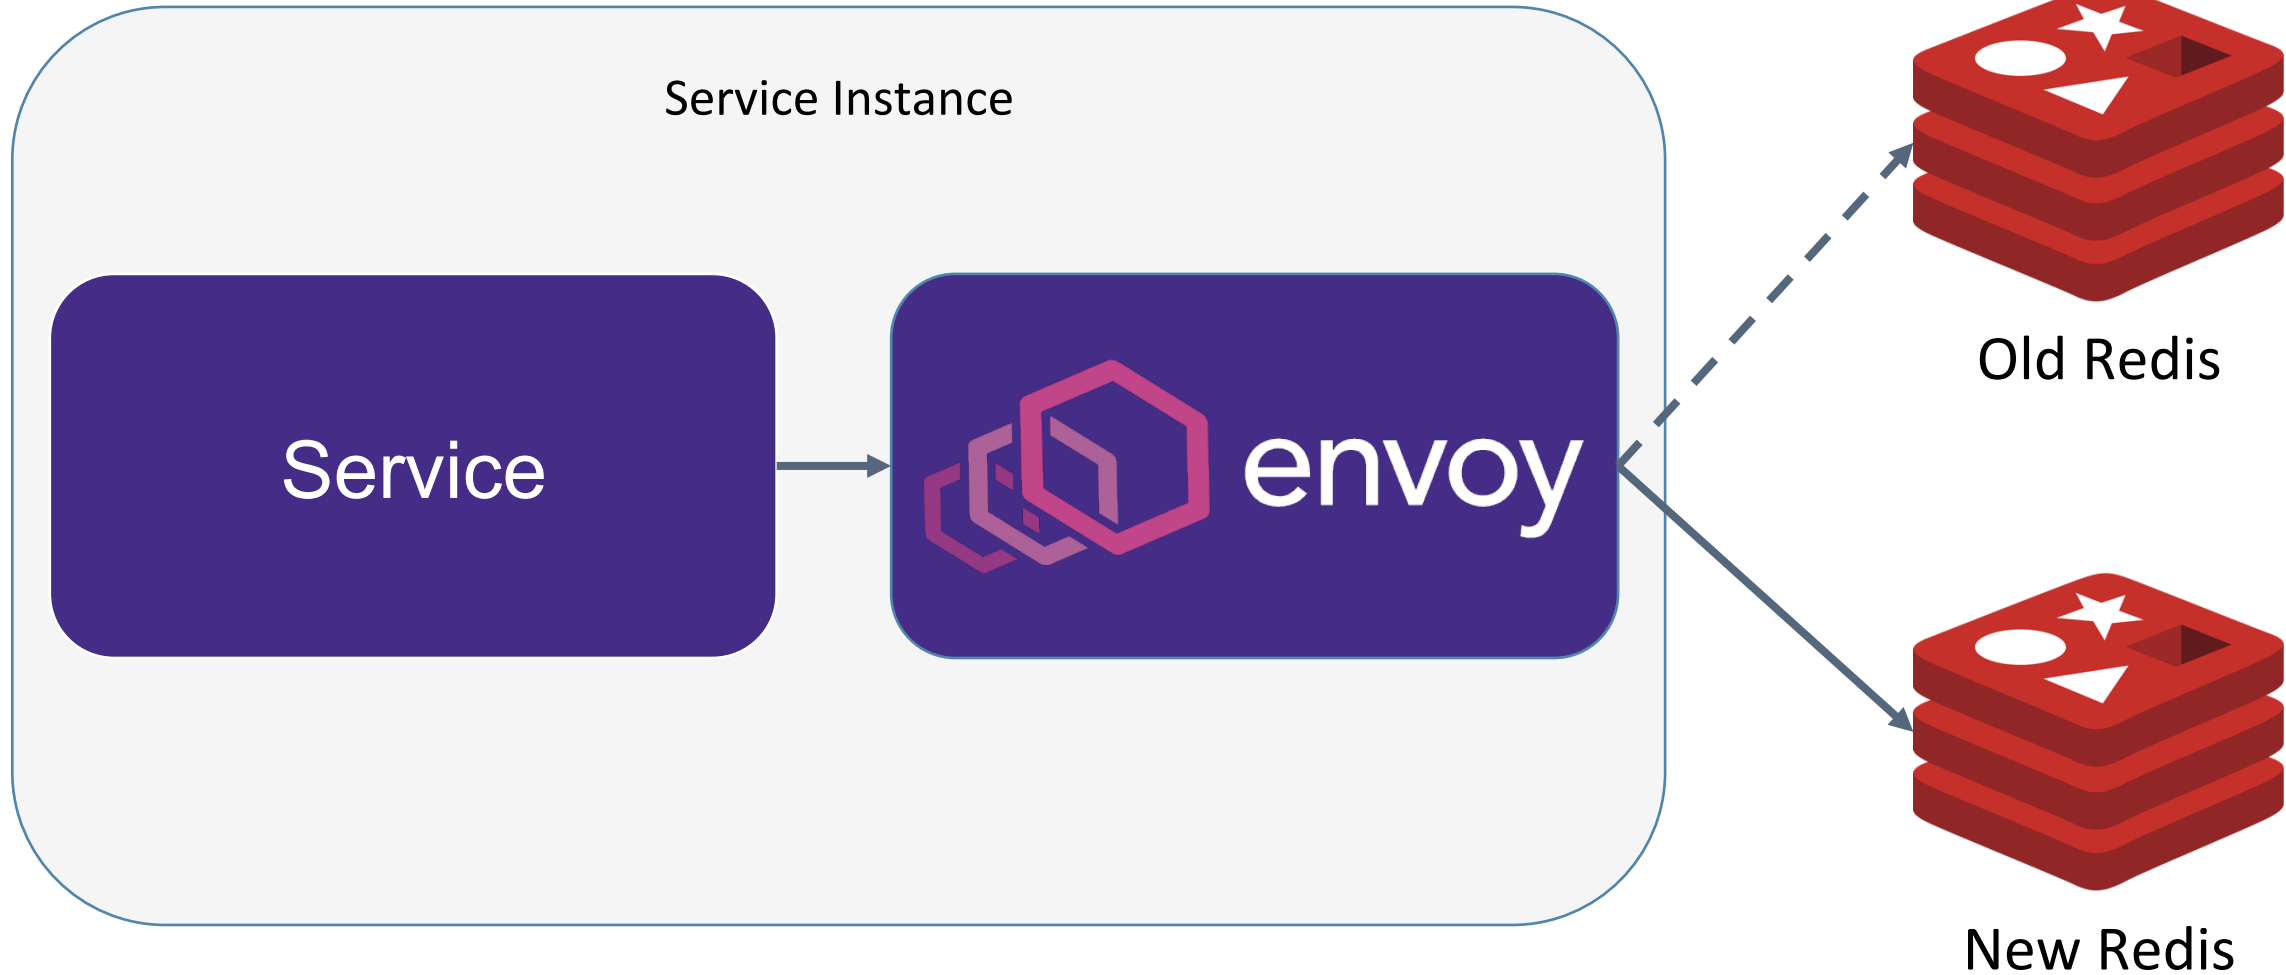 Service Instance
Service
envoy
Old Redis
New Redis